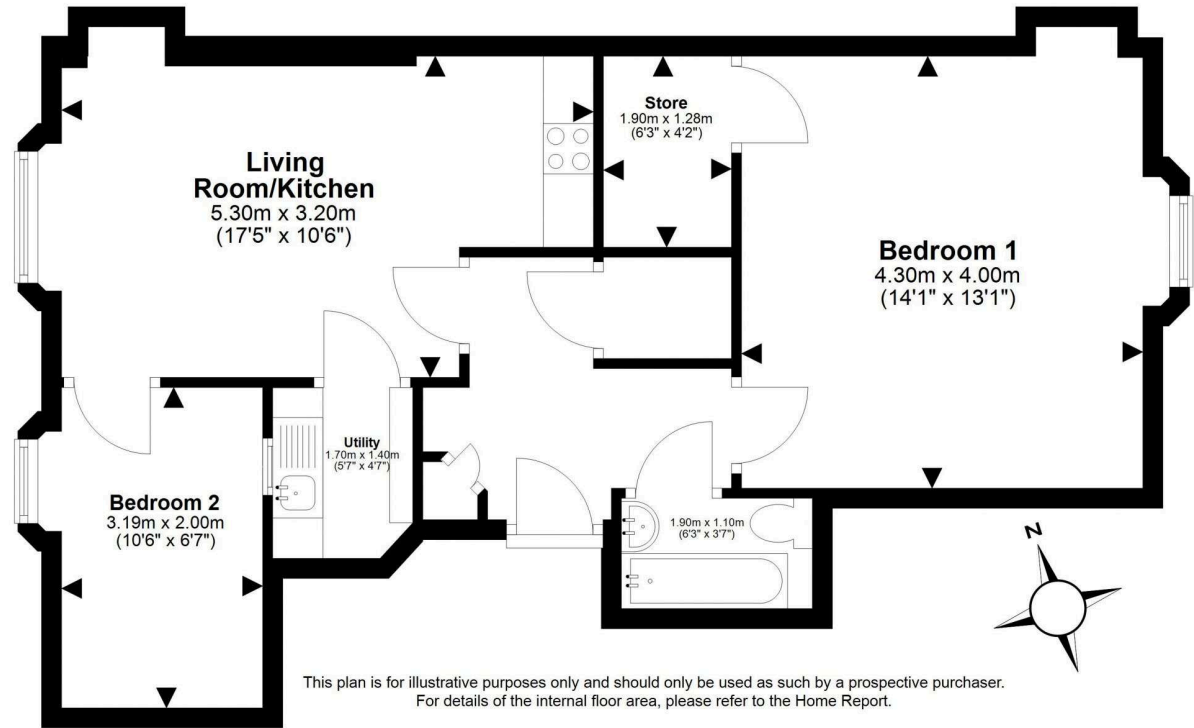 Living
Room/Kitchen
5.30m x 3.20m
(17'5" x 10'6")
Store
1.90m x 1.28m
(6'3" x 4'2")
Bedroom 1
4.30m x 4.00m
(14'1" x 13'1")
Utility
1.70m x 1.40m
(5'7" x 4'7")
Bedroom 2
3.19m x 2.00m
(10'6" x 6'7")
1.90m x 1.10m
(6'3" x 3'7")
N
This plan is for illustrative purposes only and should only be used as such by a prospective purchaser.
For details of the internal floor area, please refer to the Home Report.